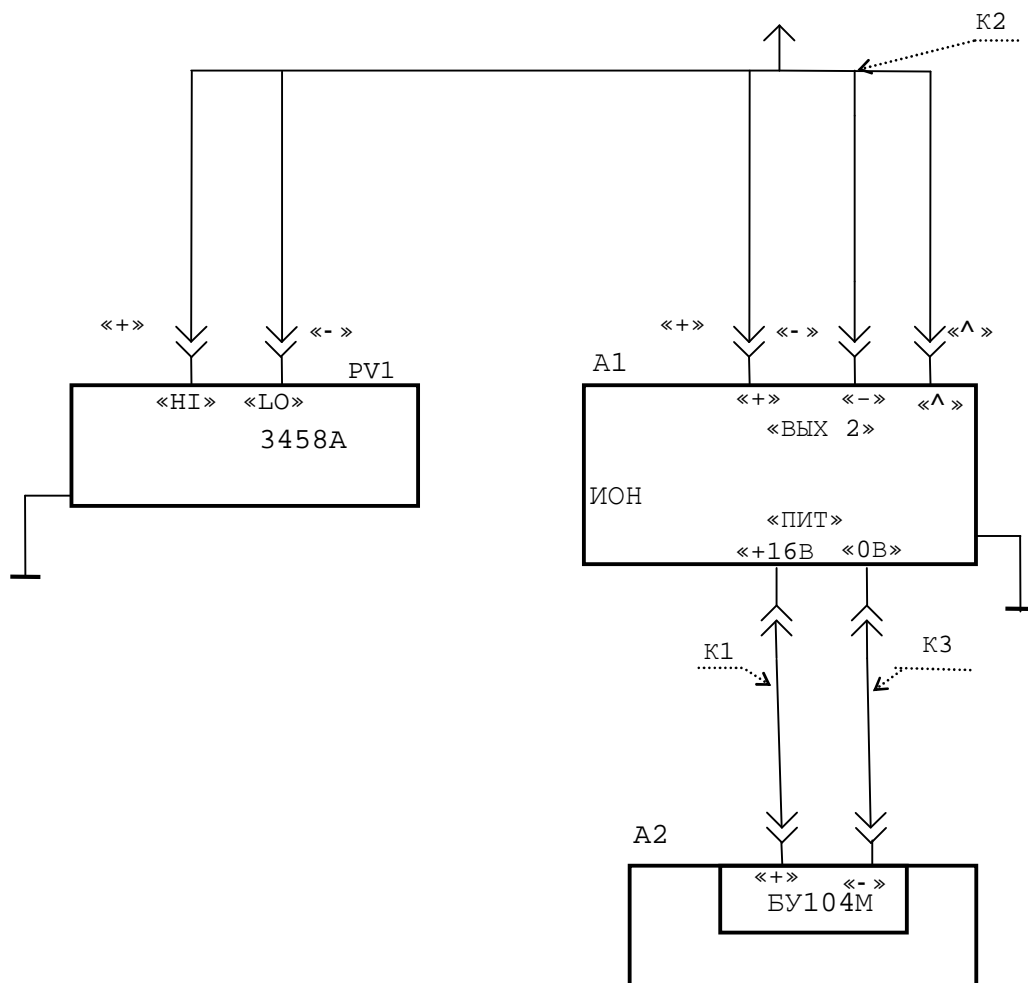 К2
«+» «-» «+» «-» «^»
PV1 А1
«HI» «LO» «+» «-» «^»
3458А «ВЫХ 2»
ИОН
«ПИТ»
«+16В «0В»
К1 К3
А2
«+» «-»
БУ104М